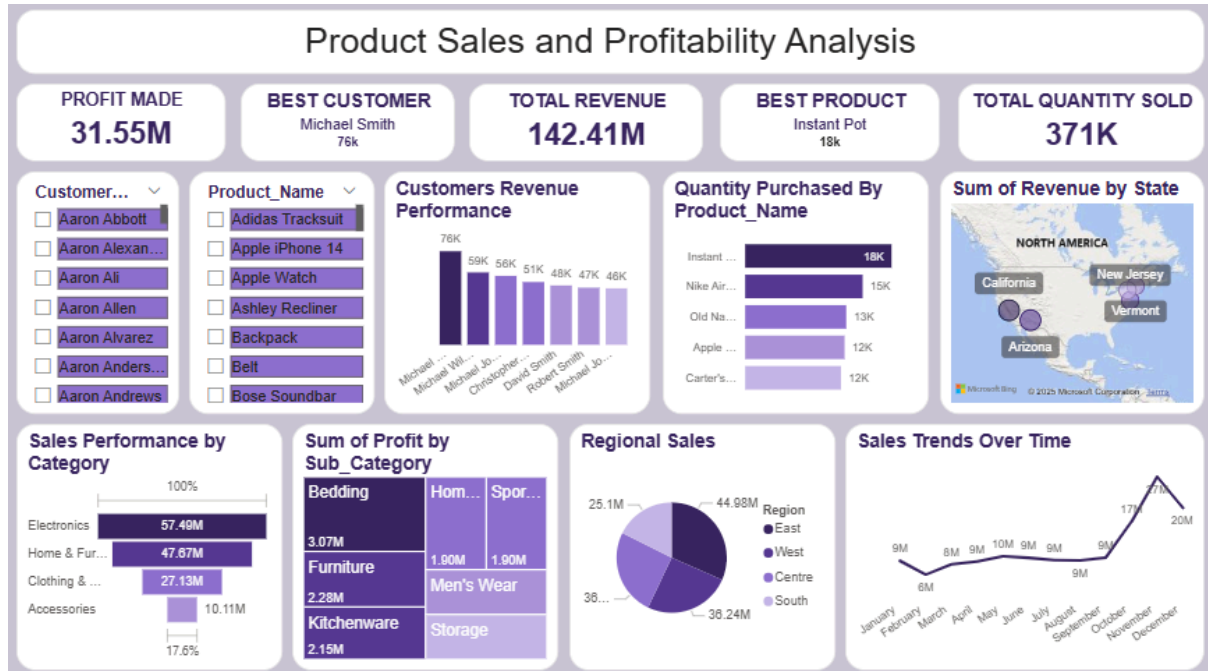 Product Sales and Profitability Analysis
PROFIT MADE
31.55M
BEST CUSTOMER
Michael Smith
76k
TOTAL REVENUE
142.41M
BEST PRODUCT
Instant Pot
18k
TOTAL QUANTITY SOLD
371K
Customer...
Aaron Abbott
Aaron Alexan...
Aaron Ali
Aaron Allen
Aaron Alvarez
Aaron Anders...
Aaron Andrews
Product_Name
Adidas Tracksuit
Apple iPhone 14
Apple Watch
Ashley Recliner
Backpack
Belt
Bose Soundbar
Customers Revenue
Performance
76K
59K
56K
51K
48K
47K
46K
Michael ...
Michael Wil...
Michael Jo...
Christopher...
David Smith
Robert Smith
Michael Jo...
Quantity Purchased By
Product_Name
Instant ... 18K
Nike Air... 15K
Old Na... 13K
Apple ... 12K
Carter's... 12K
Sum of Revenue by State
NORTH AMERICA
California
New Jersey
Vermont
Arizona
Microsoft Bing
© 2025 Microsoft Corporation Terms
Sales Performance by
Category
100%
Electronics 57.49M
Home & Fur... 47.67M
Clothing & ... 27.13M
Accessories 10.11M
17.6%
Sum of Profit by
Sub_Category
Bedding
3.07M
Furniture
2.28M
Kitchenware
2.15M
Hom...
1.90M
Spor...
1.90M
Men's Wear
Storage
Regional Sales
25.1M
44.98M
36...
36.24M
Region
East
West
Centre
South
Sales Trends Over Time
9M
6M
8M
9M
10M
9M
9M
9M
9M
17M
27M
20M
January
February
March
April
May
June
July
August
September
October
November
December